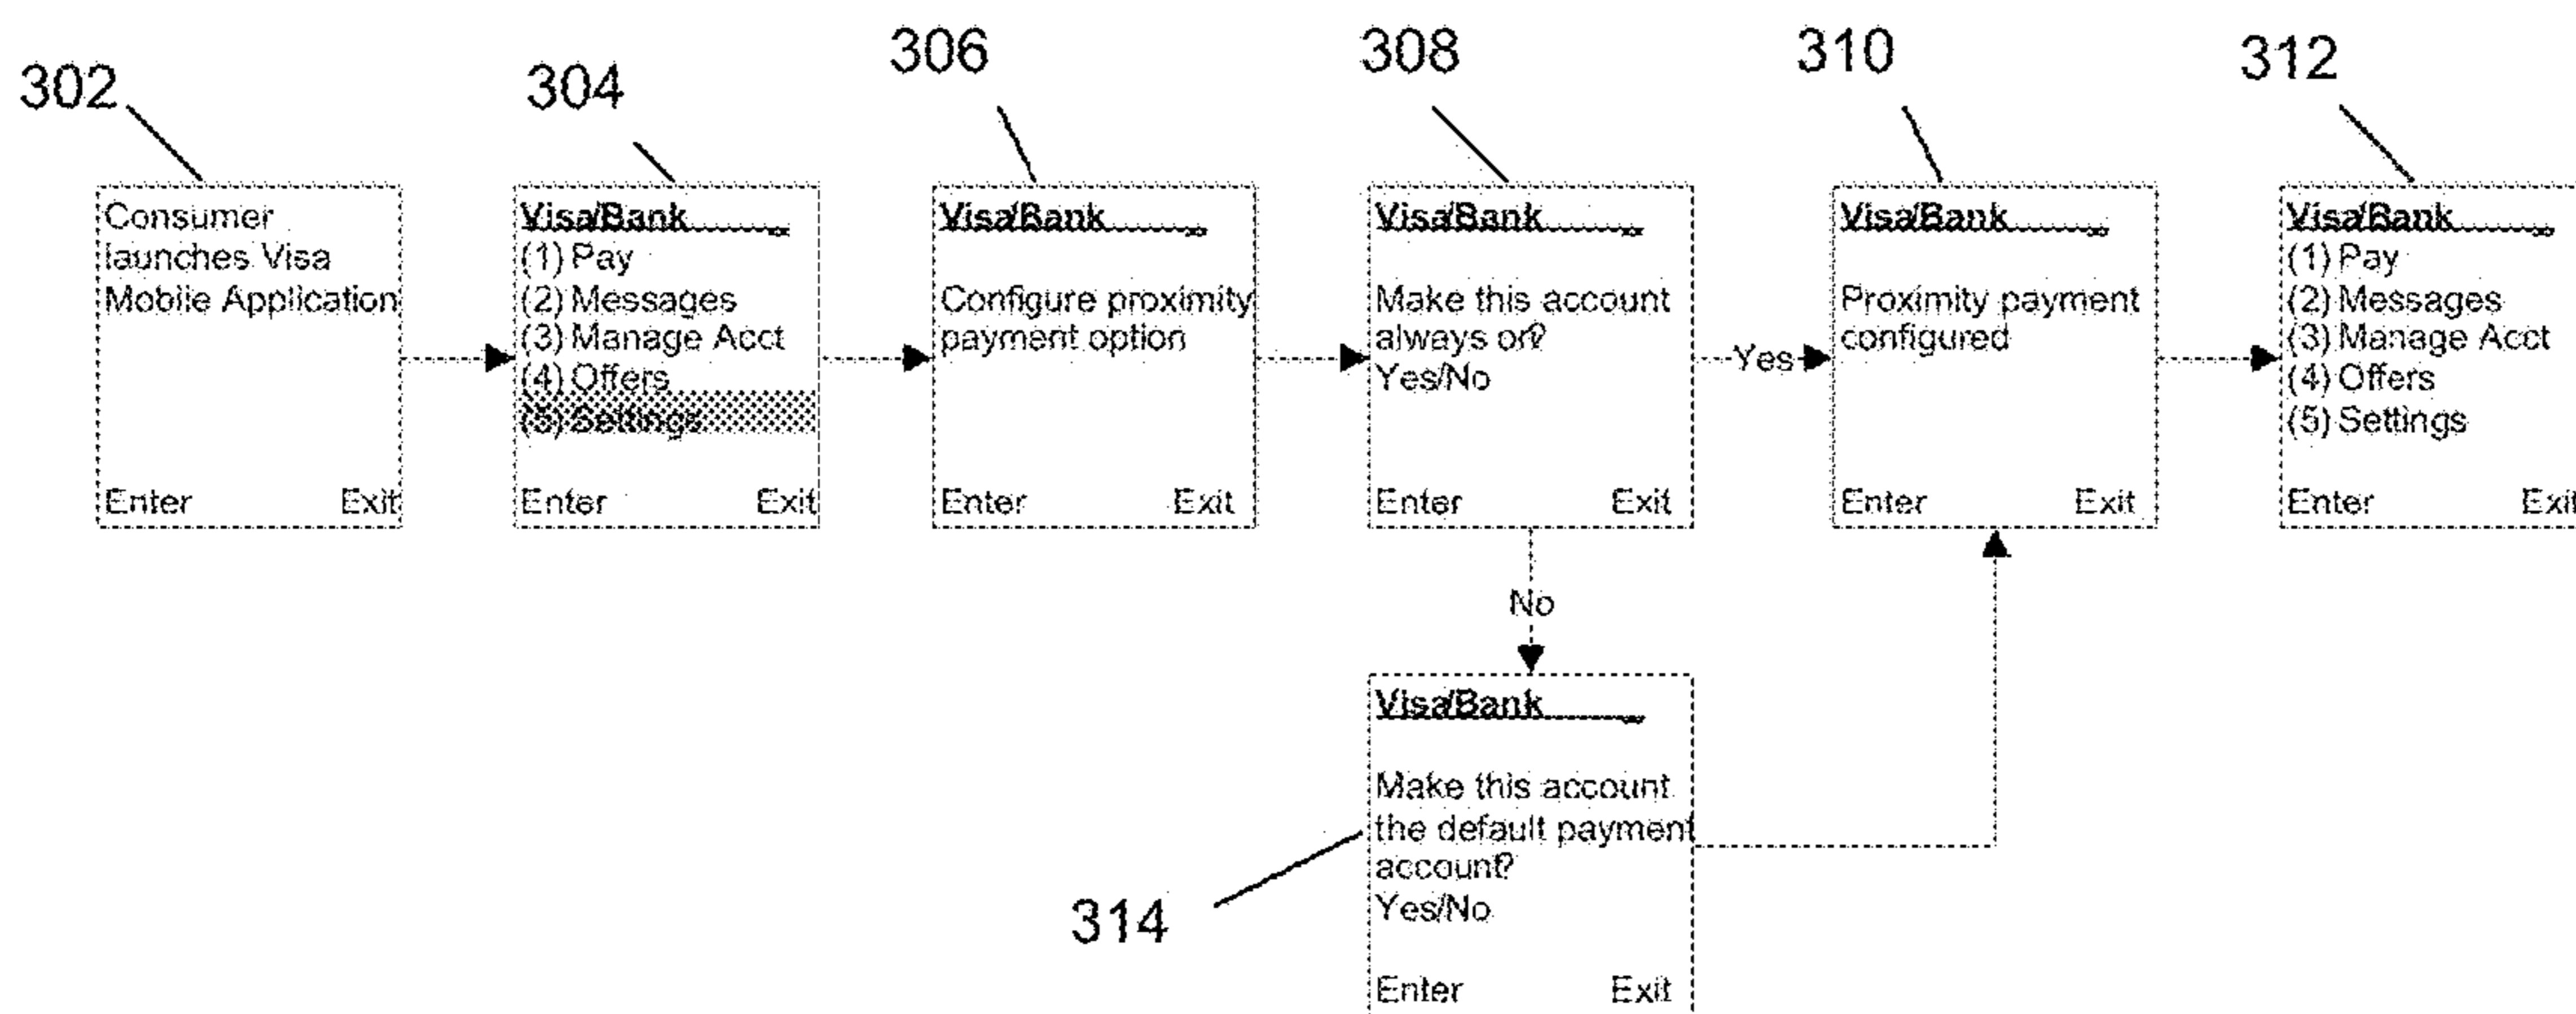 302
304
306
308
310
312
Consumer
launches Visa
Mobile Application
Enter Exit
Visa/Bank
(1) Pay
(2) Messages
(3) Manage Acct
(4) Offers
(5) Settings
Enter Exit
Visa/Bank
Configure proximity
payment option
Enter Exit
Visa/Bank
Make this account
always on?
Yes/No
Enter Exit
Yes
Visa/Bank
Proximity payment
configured
Enter Exit
Visa/Bank
(1) Pay
(2) Messages
(3) Manage Acct
(4) Offers
(5) Settings
Enter Exit
No
Visa/Bank
Make this account
the default payment
account?
Yes/No
Enter Exit
314